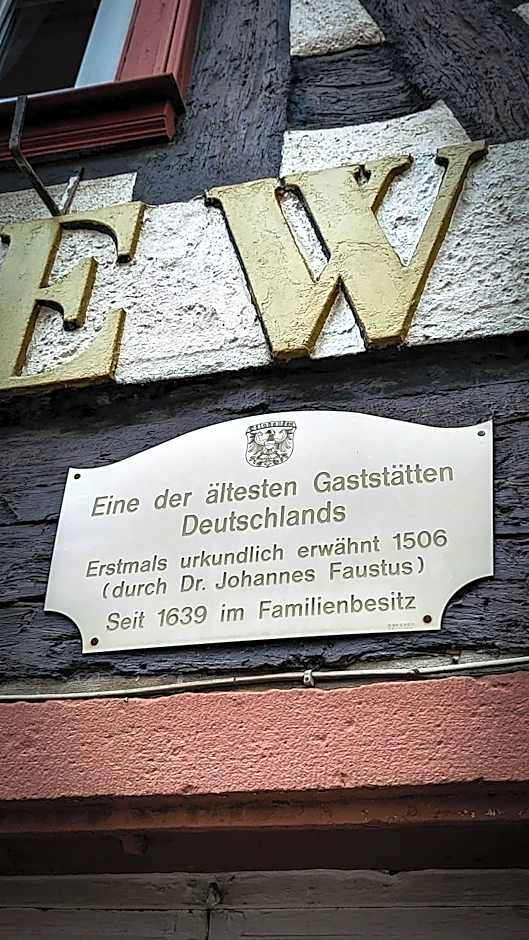 EW
Eine der ältesten Gaststätten
Deutschlands
Erstmals urkundlich erwähnt 1506
(durch Dr. Johannes Faustus)
Seit 1639 im Familienbesitz